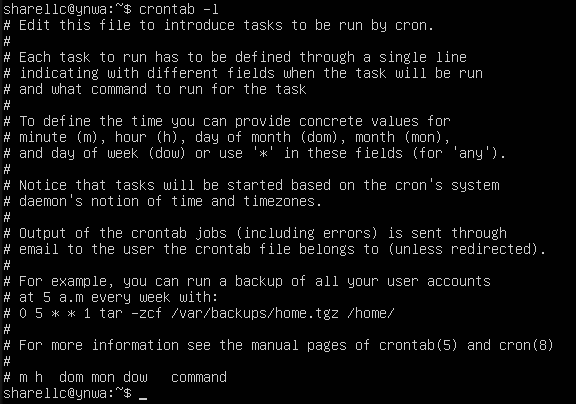 sharellc@ynwa:~$ crontab -l
# Edit this file to introduce tasks to be run by cron.
#
# Each task to run has to be defined through a single line
# indicating with different fields when the task will be run
# and what command to run for the task
#
# To define the time you can provide concrete values for
# minute (m), hour (h), day of month (dom), month (mon),
# and day of week (dow) or use '*' in these fields (for 'any').
#
# Notice that tasks will be started based on the cron's system
# daemon's notion of time and timezones.
#
# Output of the crontab jobs (including errors) is sent through
# email to the user the crontab file belongs to (unless redirected).
#
# For example, you can run a backup of all your user accounts
# at 5 a.m every week with:
# 0 5 * * 1 tar -zcf /var/backups/home.tgz /home/
#
# For more information see the manual pages of crontab(5) and cron(8)
#
# m h  dom mon dow   command
sharellc@ynwa:~$ _